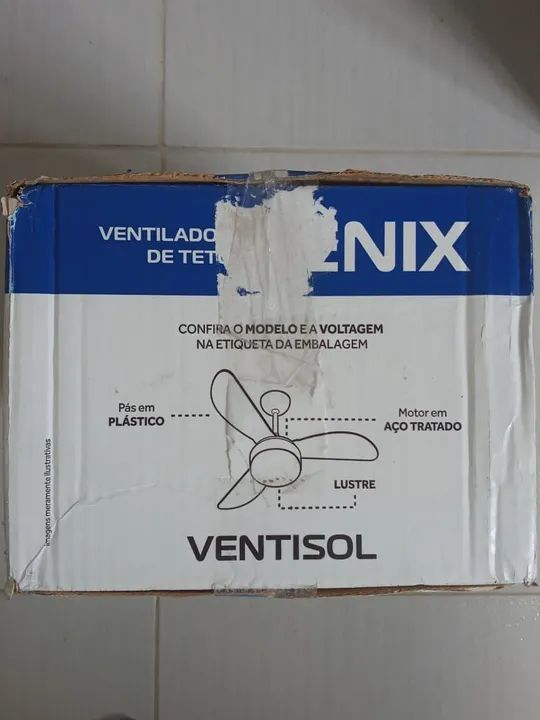 VENTILADO
DE TET
ENIX
CONFIRA O MODELO E A VOLTAGEM
NA ETIQUETA DA EMBALAGEM
Pás em
PLÁSTICO
Motor em
AÇO TRATADO
LUSTRE
imagens meramente ilustrativas
VENTISOL